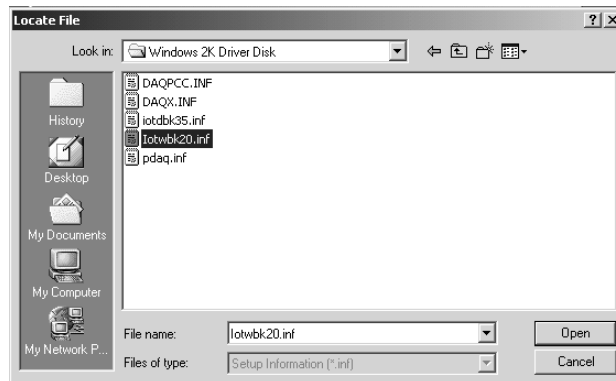 Locate File
Look in: Windows 2K Driver Disk
History
Desktop
My Documents
My Computer
My Network P...
DAQPCC.INF
DAQX.INF
iotdbk35.inf
Iotwbk20.inf
pdaq.inf
File name: Iotwbk20.inf Open
Files of type: Setup Information (*.inf) Cancel